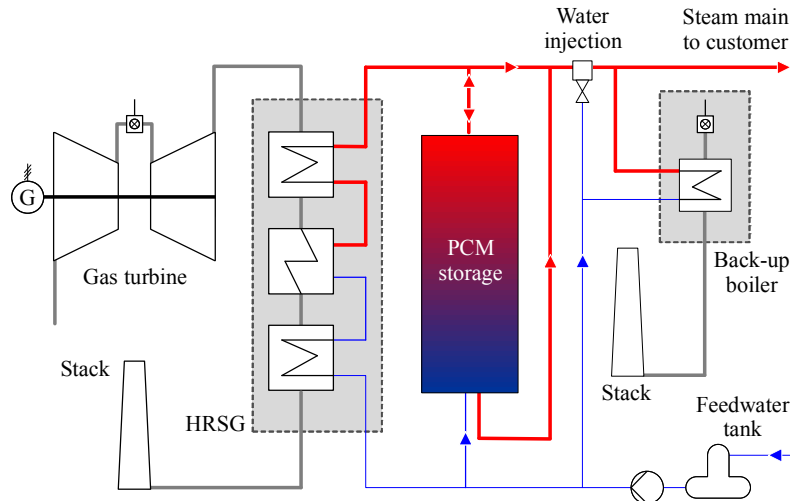 Water
injection
Steam main
to customer
G
Gas turbine
PCM
storage
Back-up
boiler
Stack
HRSG
Stack
Feedwater
tank